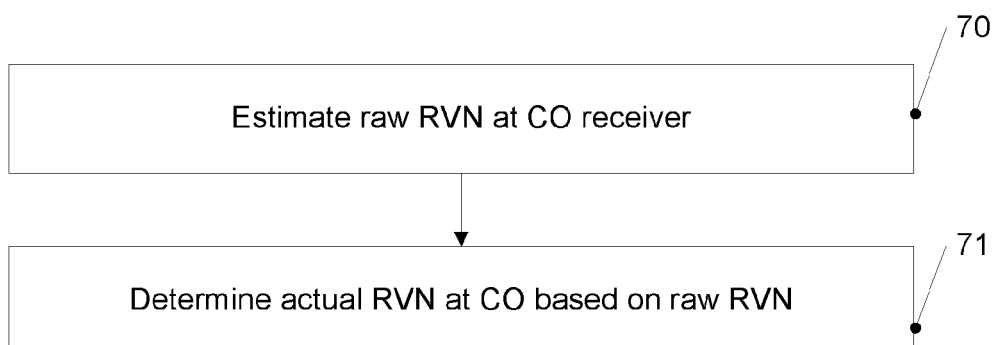 70
Estimate raw RVN at CO receiver
71
Determine actual RVN at CO based on raw RVN